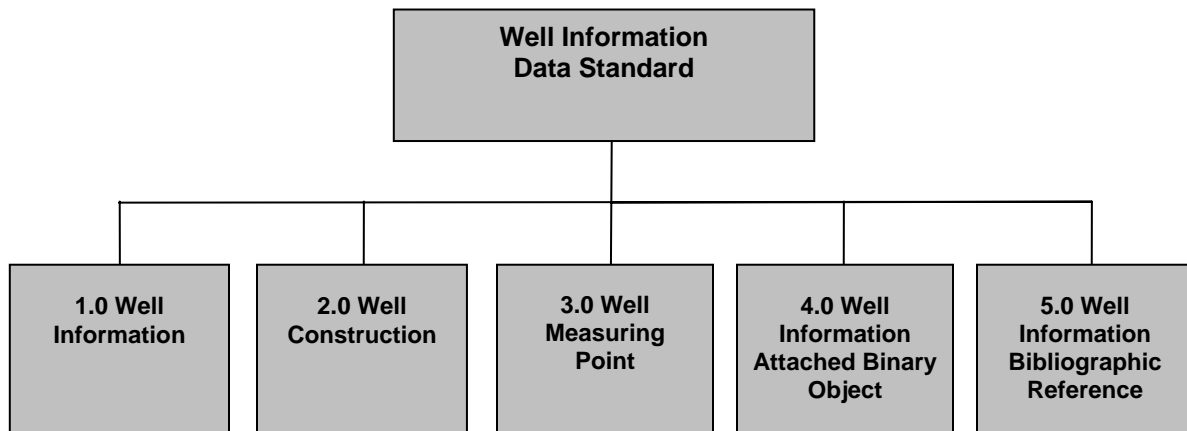 Well Information
Data Standard
1.0 Well
Information
2.0 Well
Construction
3.0 Well
Measuring
Point
4.0 Well
Information
Attached Binary
Object
5.0 Well
Information
Bibliographic
Reference